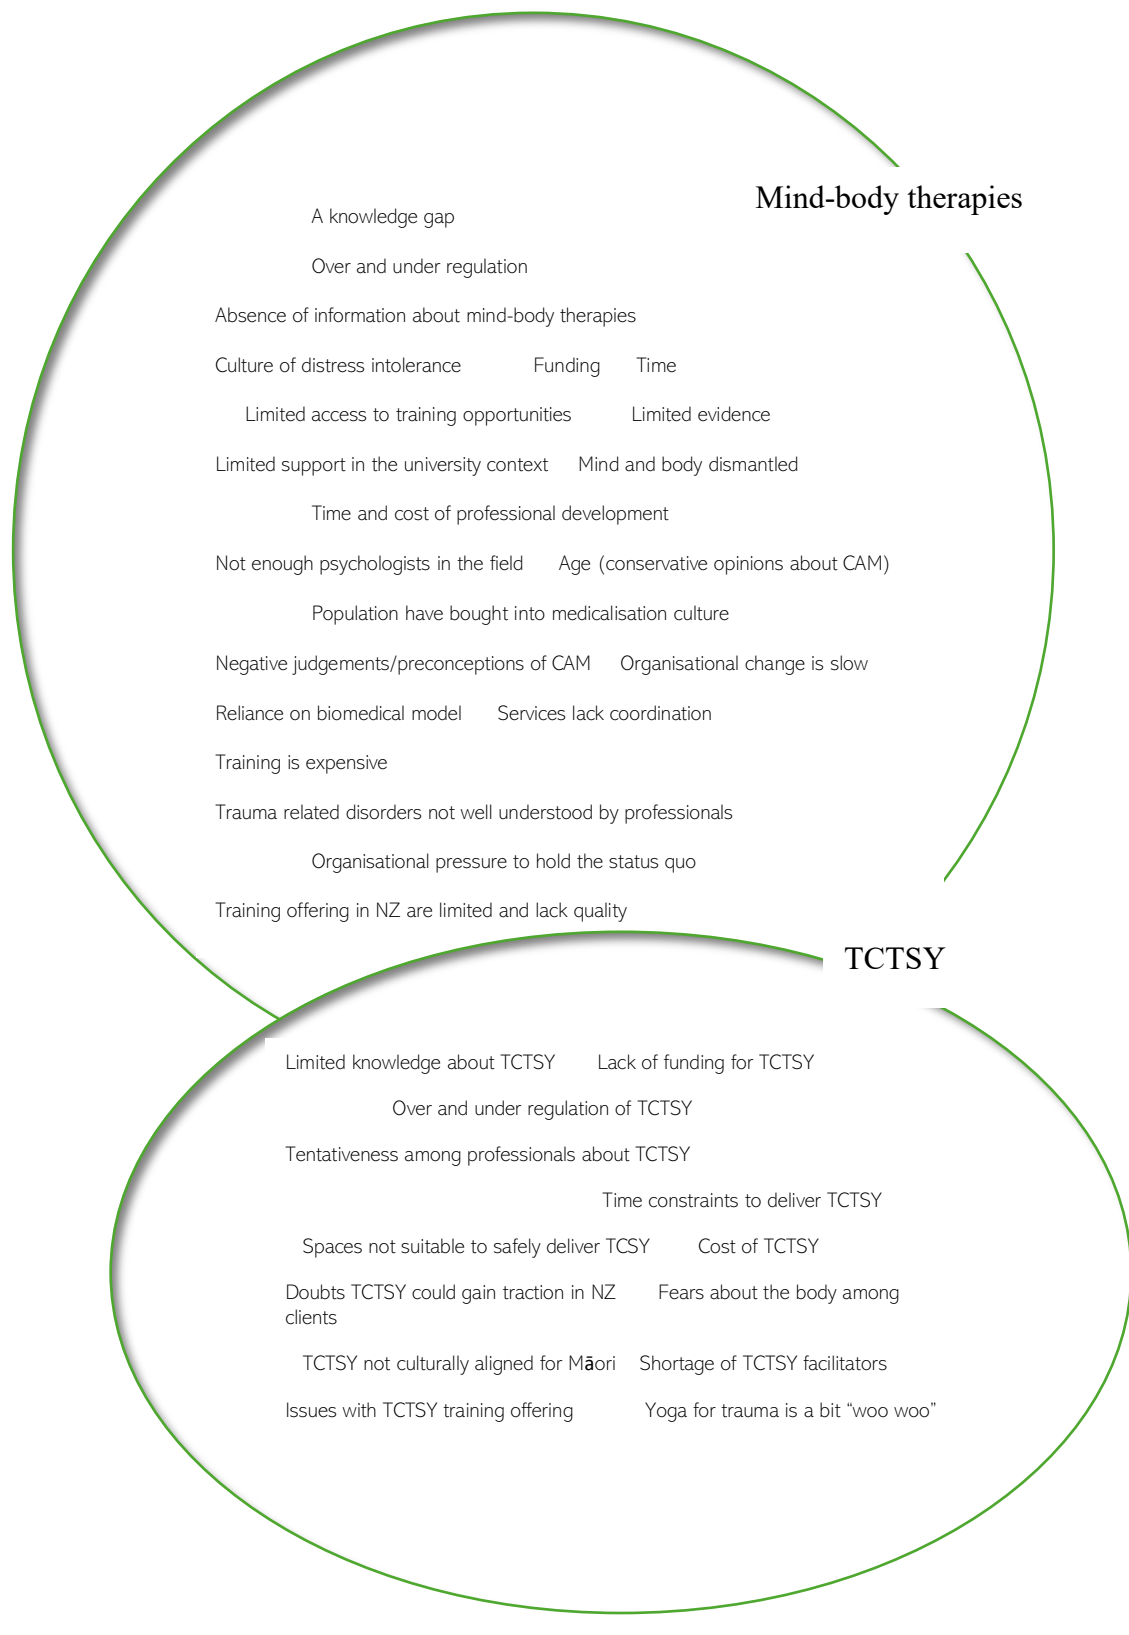 Mind-body therapies
A knowledge gap
Over and under regulation
Absence of information about mind-body therapies
Culture of distress intolerance Funding Time
Limited access to training opportunities Limited evidence
Limited support in the university context Mind and body dismantled
Time and cost of professional development
Not enough psychologists in the field Age (conservative opinions about CAM)
Population have bought into medicalisation culture
Negative judgements/preconceptions of CAM Organisational change is slow
Reliance on biomedical model Services lack coordination
Training is expensive
Trauma related disorders not well understood by professionals
Organisational pressure to hold the status quo
Training offering in NZ are limited and lack quality
TCTSY
Limited knowledge about TCTSY Lack of funding for TCTSY
Over and under regulation of TCTSY
Tentativeness among professionals about TCTSY
Time constraints to deliver TCTSY
Spaces not suitable to safely deliver TCSY Cost of TCTSY
Doubts TCTSY could gain traction in NZ Fears about the body among
clients
TCTSY not culturally aligned for Māori Shortage of TCTSY facilitators
Issues with TCTSY training offering Yoga for trauma is a bit “woo woo”